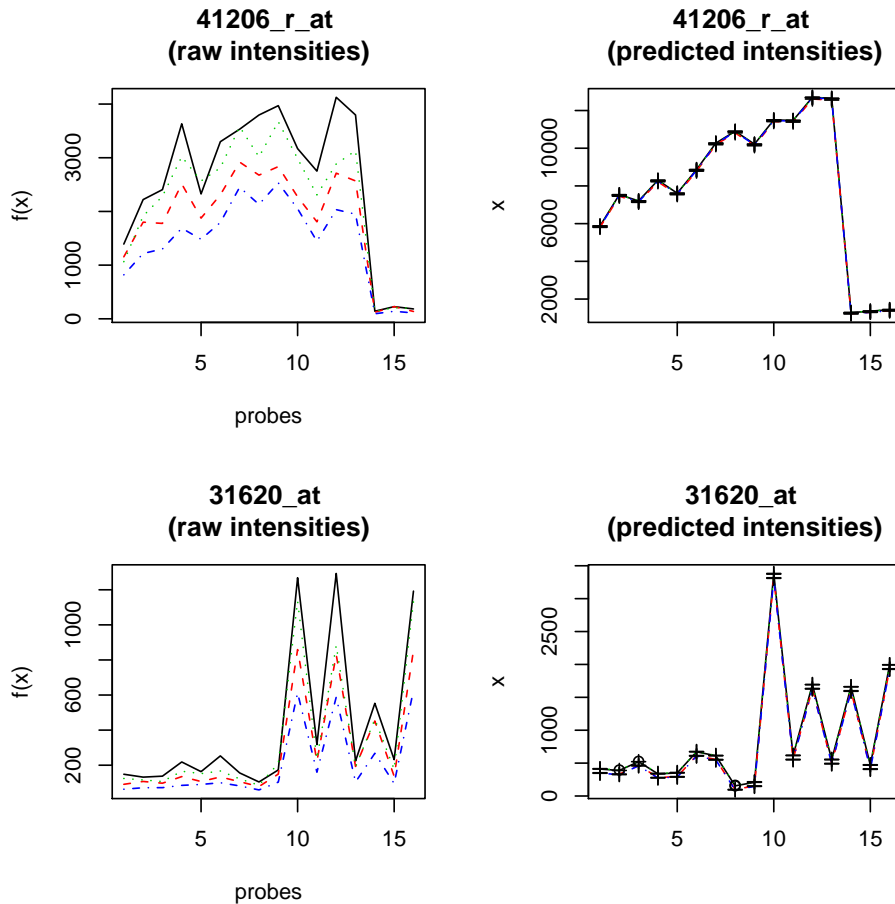 41206_r_at
(raw intensities)
f(x)
0
1000
3000
5
10
15
probes
41206_r_at
(predicted intensities)
x
2000
6000
10000
5
10
15
31620_at
(raw intensities)
f(x)
200
600
1000
5
10
15
probes
31620_at
(predicted intensities)
x
0
1000
2500
5
10
15